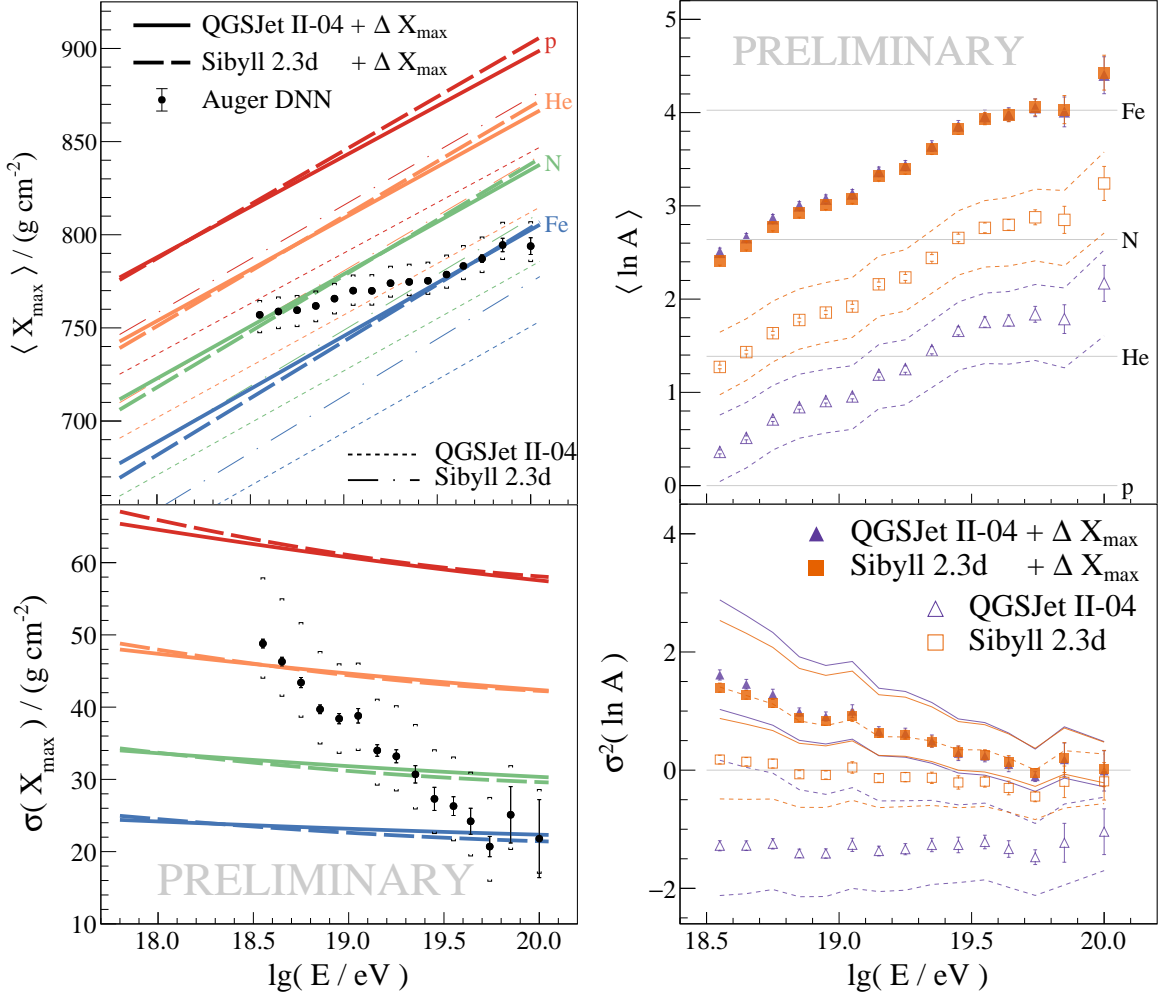 QGSJet II-04 + Δ X_max
Sibyll 2.3d + Δ X_max
Auger DNN
p
He
N
Fe
QGSJet II-04
Sibyll 2.3d
⟨ X_max ⟩ / (g cm⁻²)
900
850
800
750
700
PRELIMINARY
Fe
N
He
p
⟨ ln A ⟩
5
4
3
2
1
0
σ( X_max ) / (g cm⁻²)
60
50
40
30
20
10
PRELIMINARY
18.0 18.5 19.0 19.5 20.0
lg( E / eV )
QGSJet II-04 + Δ X_max
Sibyll 2.3d + Δ X_max
QGSJet II-04
Sibyll 2.3d
σ²( ln A )
4
2
0
−2
18.5 19.0 19.5 20.0
lg( E / eV )